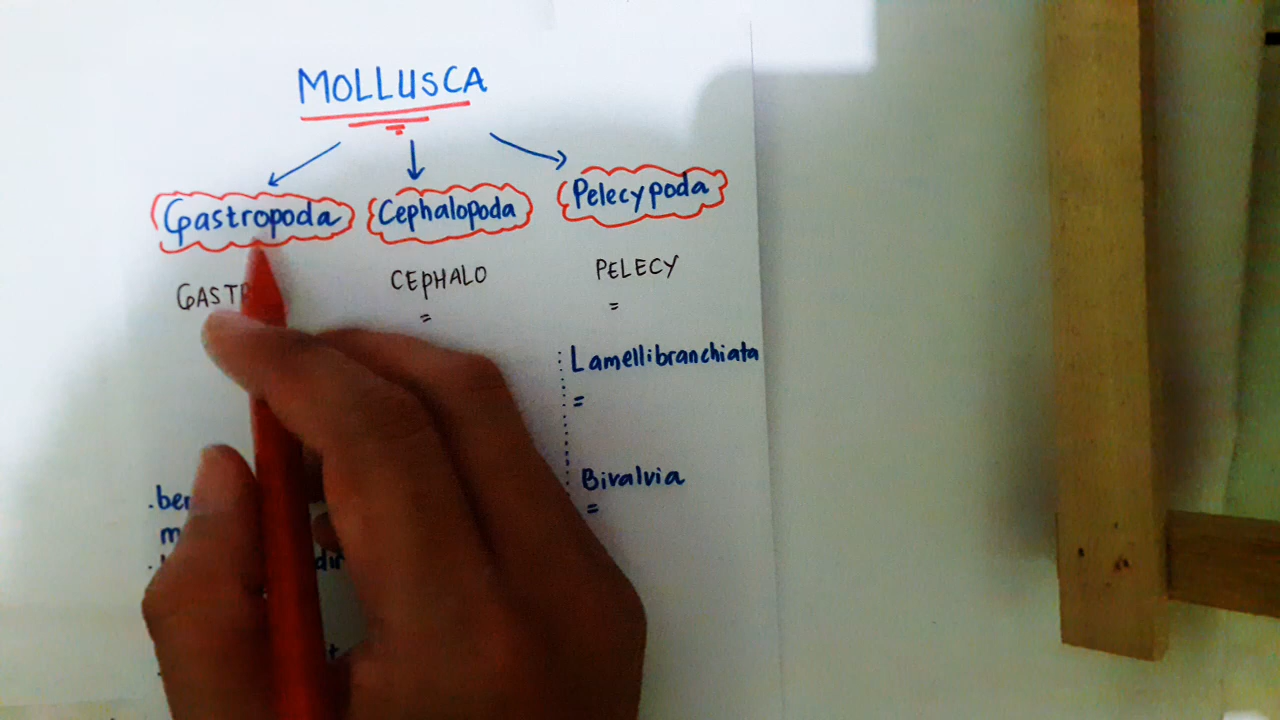 MOLLUSCA
Gastropoda Cephalopoda Pelecypoda
CEPHALO PELECY
= =
Lamellibranchiata
=
Bivalvia
=